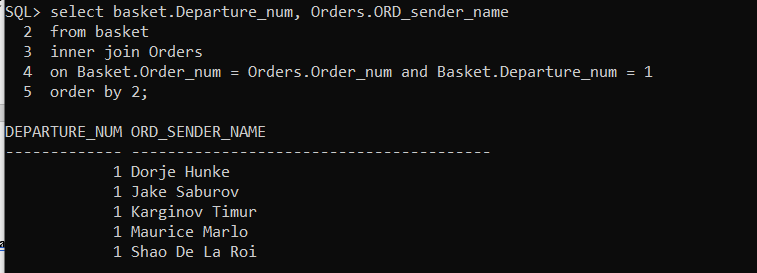 SQL> select basket.Departure_num, Orders.ORD_sender_name
  2  from basket
  3  inner join Orders
  4  on Basket.Order_num = Orders.Order_num and Basket.Departure_num = 1
  5  order by 2;
DEPARTURE_NUM ORD_SENDER_NAME
------------- -------------------------------------------
            1 Dorje Hunke
            1 Jake Saburov
            1 Karginov Timur
            1 Maurice Marlo
            1 Shao De La Roi